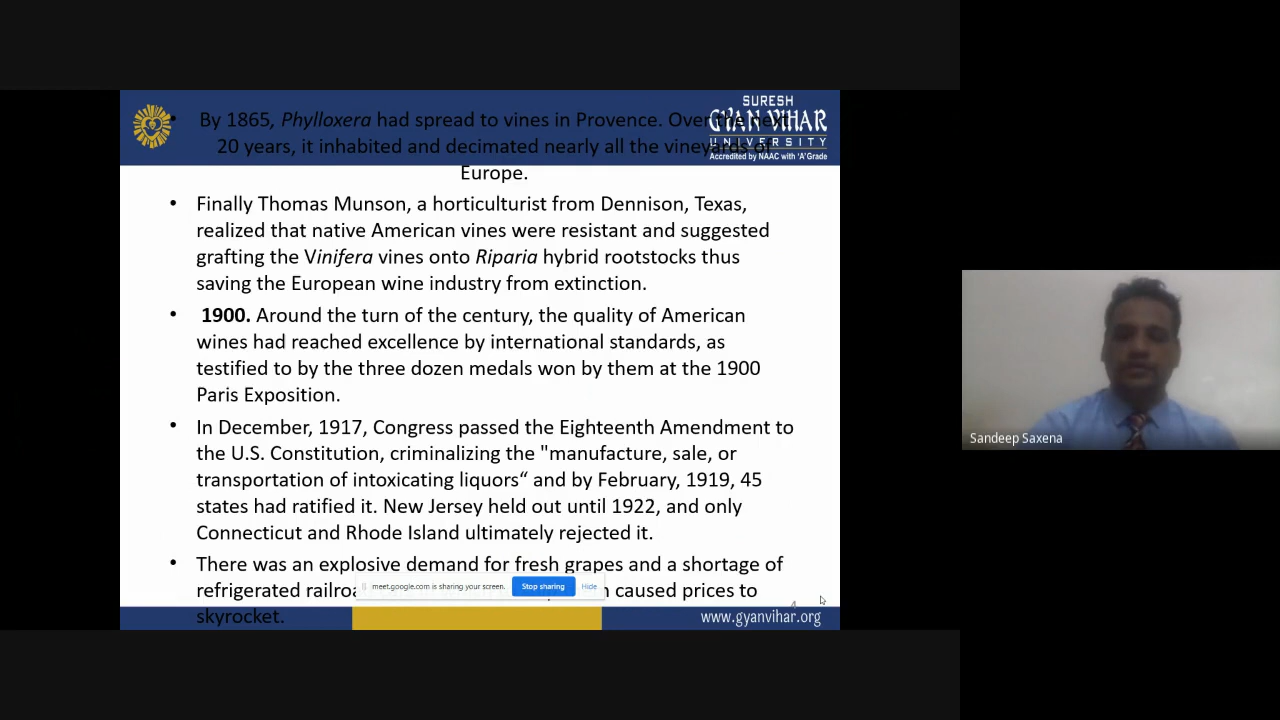 SURESH
GYAN VIHAR
UNIVERSITY
Accredited by NAAC with 'A' Grade
• By 1865, Phylloxera had spread to vines in Provence. Over the next
20 years, it inhabited and decimated nearly all the vineyards of
Europe.
• Finally Thomas Munson, a horticulturist from Dennison, Texas,
realized that native American vines were resistant and suggested
grafting the Vinifera vines onto Riparia hybrid rootstocks thus
saving the European wine industry from extinction.
• 1900. Around the turn of the century, the quality of American
wines had reached excellence by international standards, as
testified to by the three dozen medals won by them at the 1900
Paris Exposition.
• In December, 1917, Congress passed the Eighteenth Amendment to
the U.S. Constitution, criminalizing the "manufacture, sale, or
transportation of intoxicating liquors“ and by February, 1919, 45
states had ratified it. New Jersey held out until 1922, and only
Connecticut and Rhode Island ultimately rejected it.
• There was an explosive demand for fresh grapes and a shortage of
refrigerated caused prices to
skyrocket.
meet.google.com is sharing your screen. Stop sharing Hide
4
www.gyanvihar.org
Sandeep Saxena